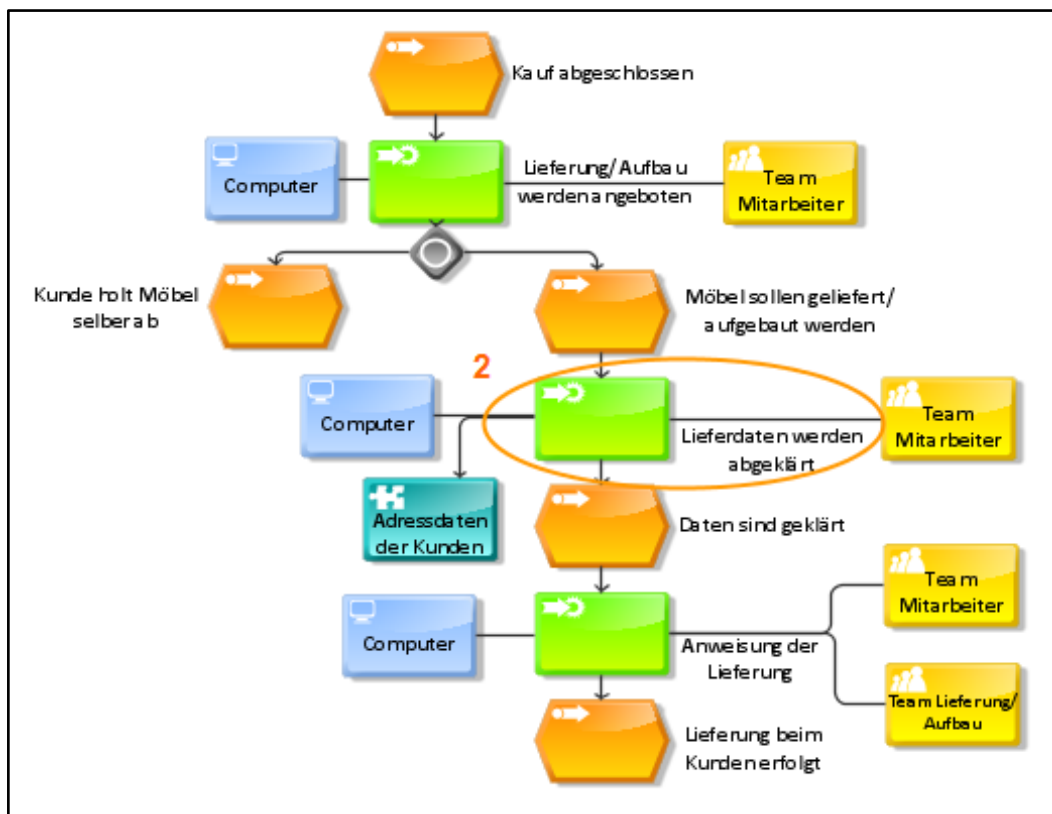 Kauf abgeschlossen
Computer
Lieferung/Aufbau
werden angeboten
Team
Mitarbeiter
Kunde holt Möbel
selber ab
Möbel sollen geliefert/
aufgebaut werden
2
Computer
Lieferdaten werden
abgeklärt
Team
Mitarbeiter
Adressdaten
der Kunden
Daten sind geklärt
Computer
Anweisung der
Lieferung
Team
Mitarbeiter
Team Lieferung/
Aufbau
Lieferung beim
Kunden erfolgt